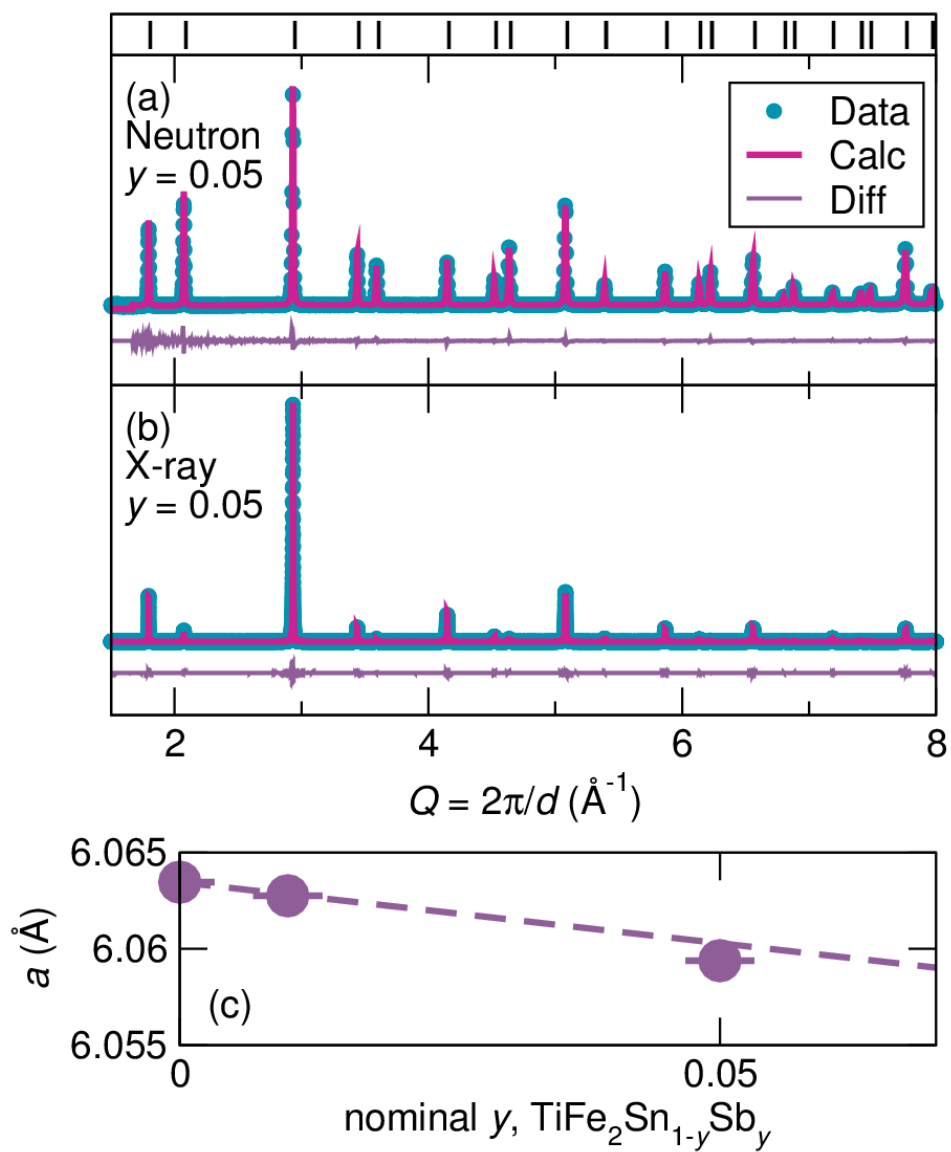 (a)
Neutron
y = 0.05
Data
Calc
Diff
(b)
X-ray
y = 0.05
2 4 6 8
Q = 2π/d (Å⁻¹)
6.065
6.06
6.055
a (Å)
(c)
0 0.05
nominal y, TiFe₂Sn₁₋ySby